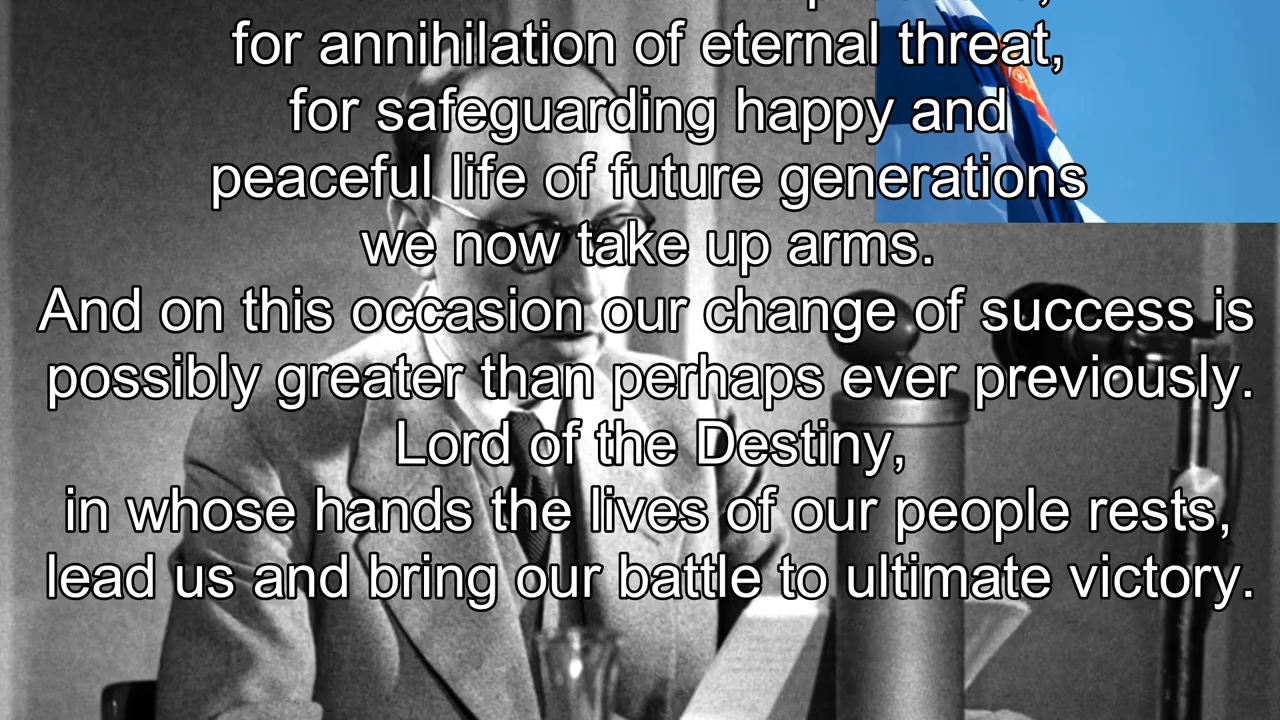 for annihilation of eternal threat,
for safeguarding happy and
peaceful life of future generations
we now take up arms.
And on this occasion our change of success is
possibly greater than perhaps ever previously.
Lord of the Destiny,
in whose hands the lives of our people rests,
lead us and bring our battle to ultimate victory.